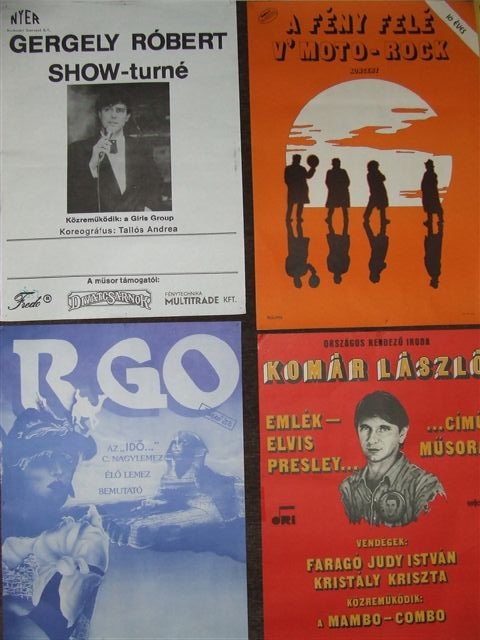 NYER
GERGELY RÓBERT
SHOW-turné
Közreműködik: a Girls Group
Koreográfus: Tallós Andrea
A műsor támogatói:
Fredo ®
DIVATCSARNOK
FÉNYTECHNIKA
MULTITRADE KFT.
A FÉNY FELÉ
V'MOTO-ROCK
KONCERT
10 ÉVES
R GO
AZ „IDŐ..."
C. NAGYLEMEZ
ÉLŐ LEMEZ
BEMUTATÓ
ORSZÁGOS RENDEZŐ IRODA
KOMÁR LÁSZLÓ
EMLÉK—
ELVIS
PRESLEY...
...CÍMŰ
MŰSORA
ORI
VENDÉGEK:
FARAGÓ JUDY ISTVÁN
KRISTÁLY KRISZTA
KÖZREMŰKÖDIK:
A MAMBO-COMBO